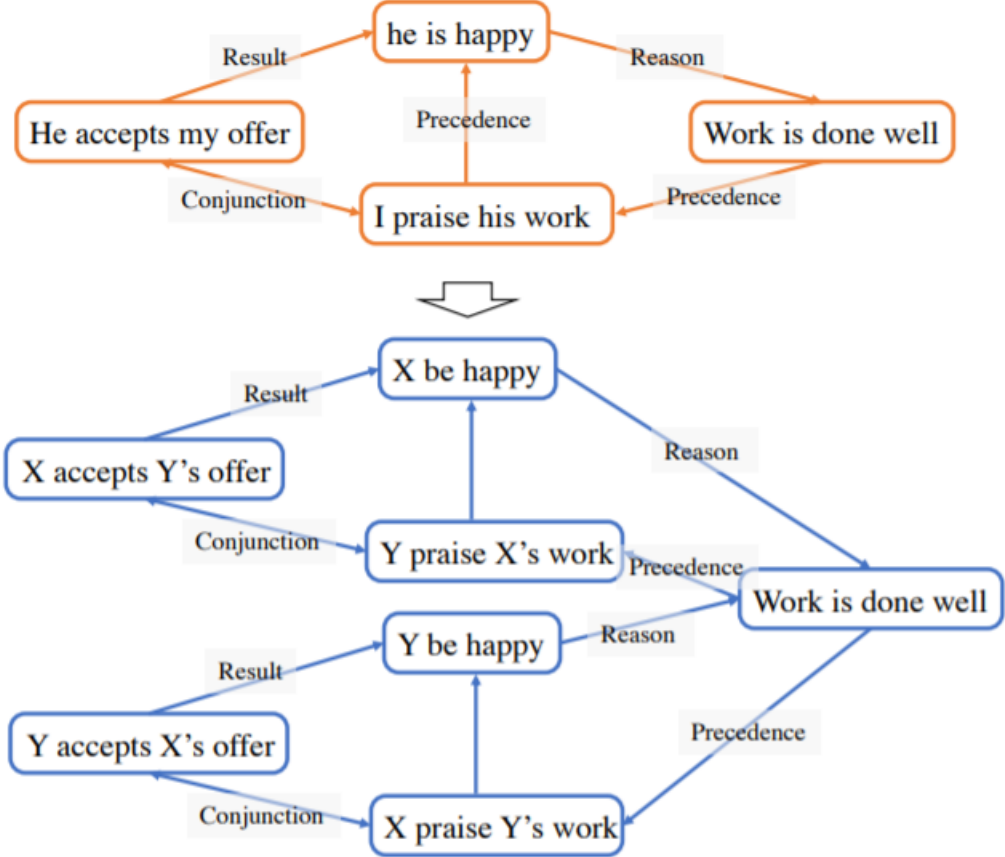 he is happy
Result
Reason
He accepts my offer
Precedence
Work is done well
Conjunction
I praise his work
Precedence
X be happy
Result
Reason
X accepts Y's offer
Conjunction
Y praise X's work
Precedence
Work is done well
Y be happy
Reason
Result
Y accepts X's offer
Precedence
Conjunction
X praise Y's work